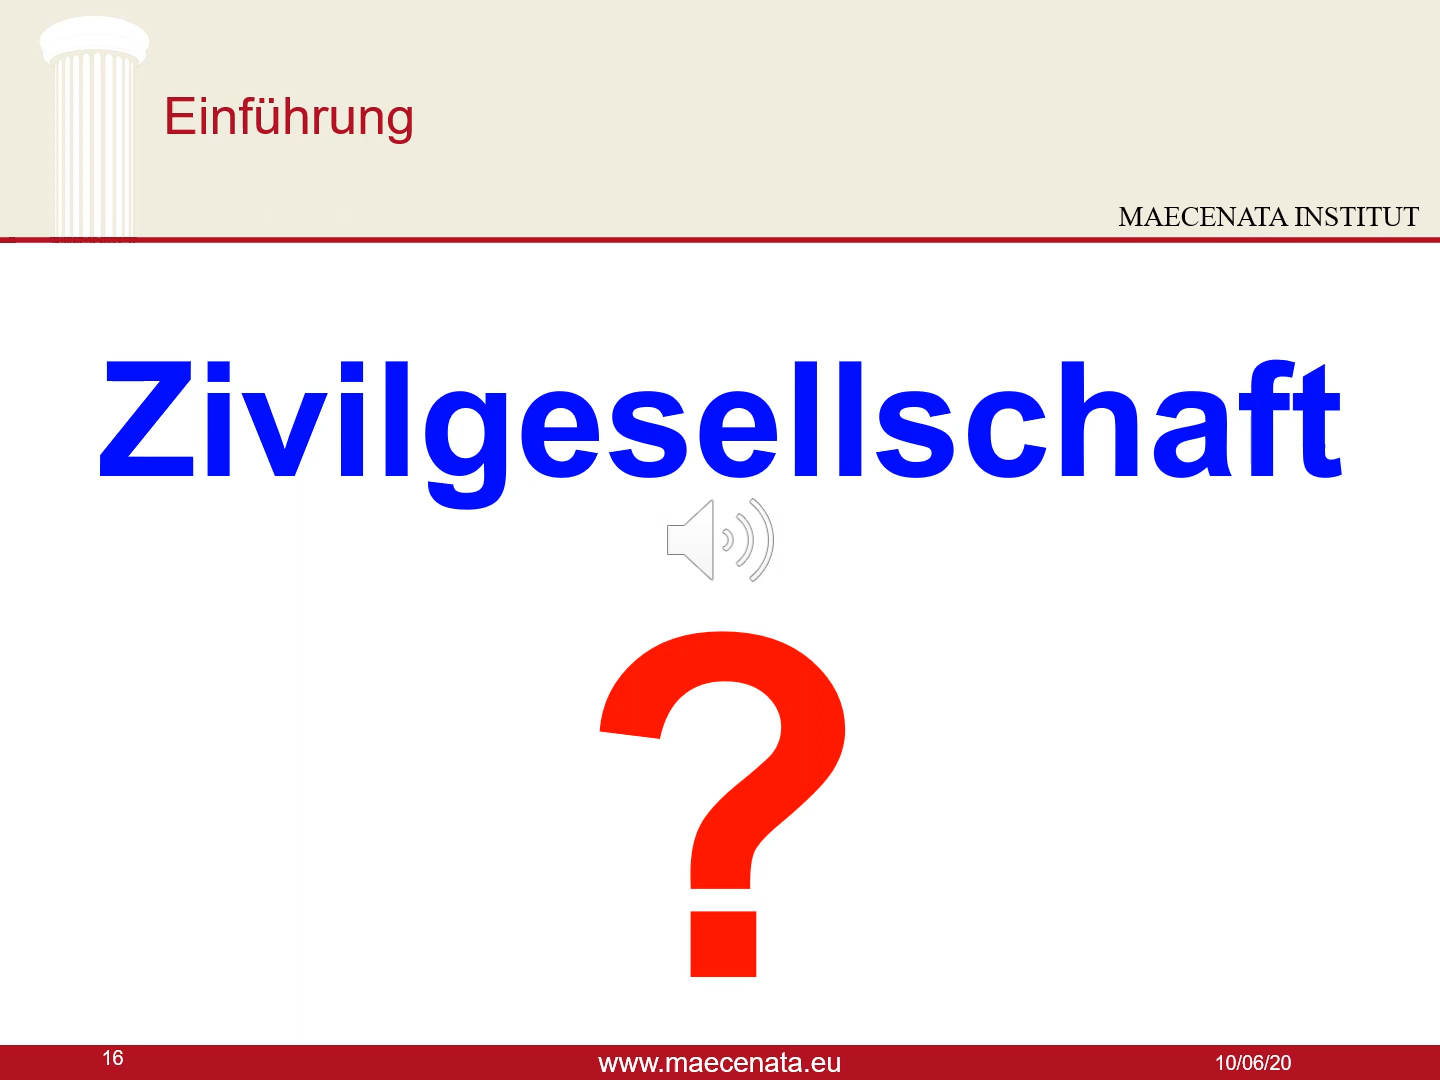 Einführung
MAECENATA INSTITUT
Zivilgesellschaft
?
16
www.maecenata.eu
10/06/20